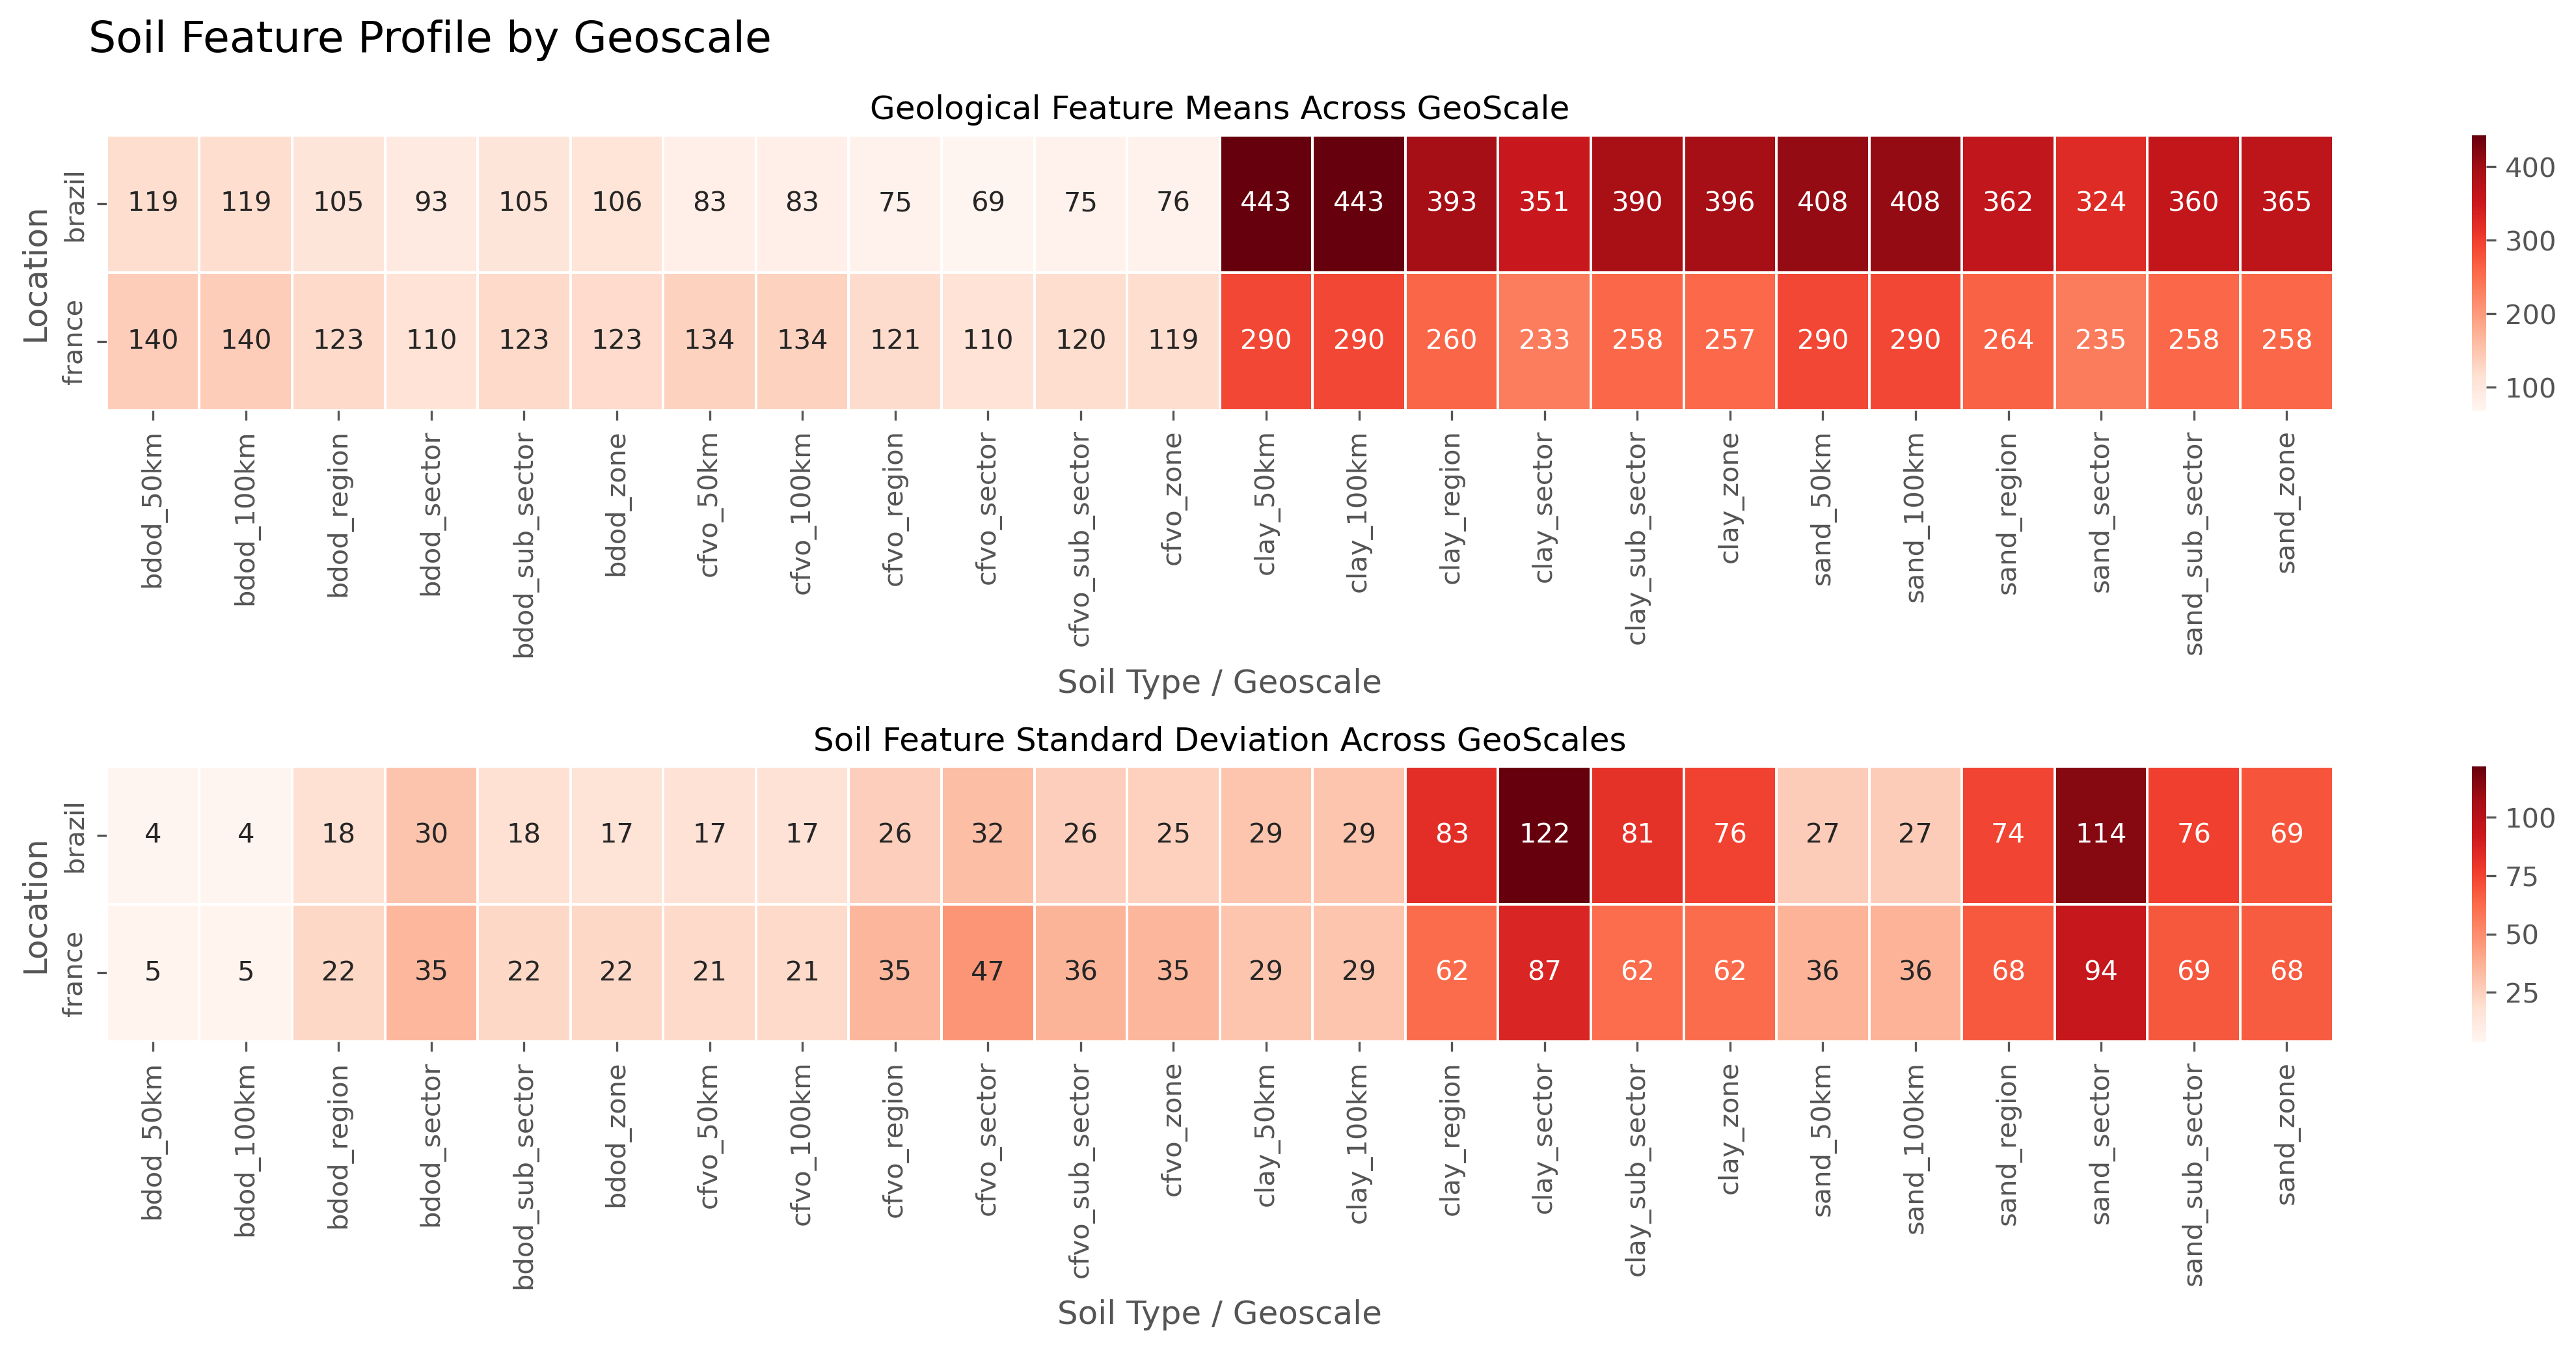 Soil Feature Profile by Geoscale
Geological Feature Means Across GeoScale
Location
brazil
119 119 105 93 105 106 83 83 75 69 75 76 443 443 393 351 390 396 408 408 362 324 360 365
france
140 140 123 110 123 123 134 134 121 110 120 119 290 290 260 233 258 257 290 290 264 235 258 258
bdod_50km bdod_100km bdod_region bdod_sector bdod_sub_sector bdod_zone cfvo_50km cfvo_100km cfvo_region cfvo_sector cfvo_sub_sector cfvo_zone clay_50km clay_100km clay_region clay_sector clay_sub_sector clay_zone sand_50km sand_100km sand_region sand_sector sand_sub_sector sand_zone
Soil Type / Geoscale
400
300
200
100
Soil Feature Standard Deviation Across GeoScales
Location
brazil
4 4 18 30 18 17 17 17 26 32 26 25 29 29 83 122 81 76 27 27 74 114 76 69
france
5 5 22 35 22 22 21 21 35 47 36 35 29 29 62 87 62 62 36 36 68 94 69 68
bdod_50km bdod_100km bdod_region bdod_sector bdod_sub_sector bdod_zone cfvo_50km cfvo_100km cfvo_region cfvo_sector cfvo_sub_sector cfvo_zone clay_50km clay_100km clay_region clay_sector clay_sub_sector clay_zone sand_50km sand_100km sand_region sand_sector sand_sub_sector sand_zone
Soil Type / Geoscale
100
75
50
25